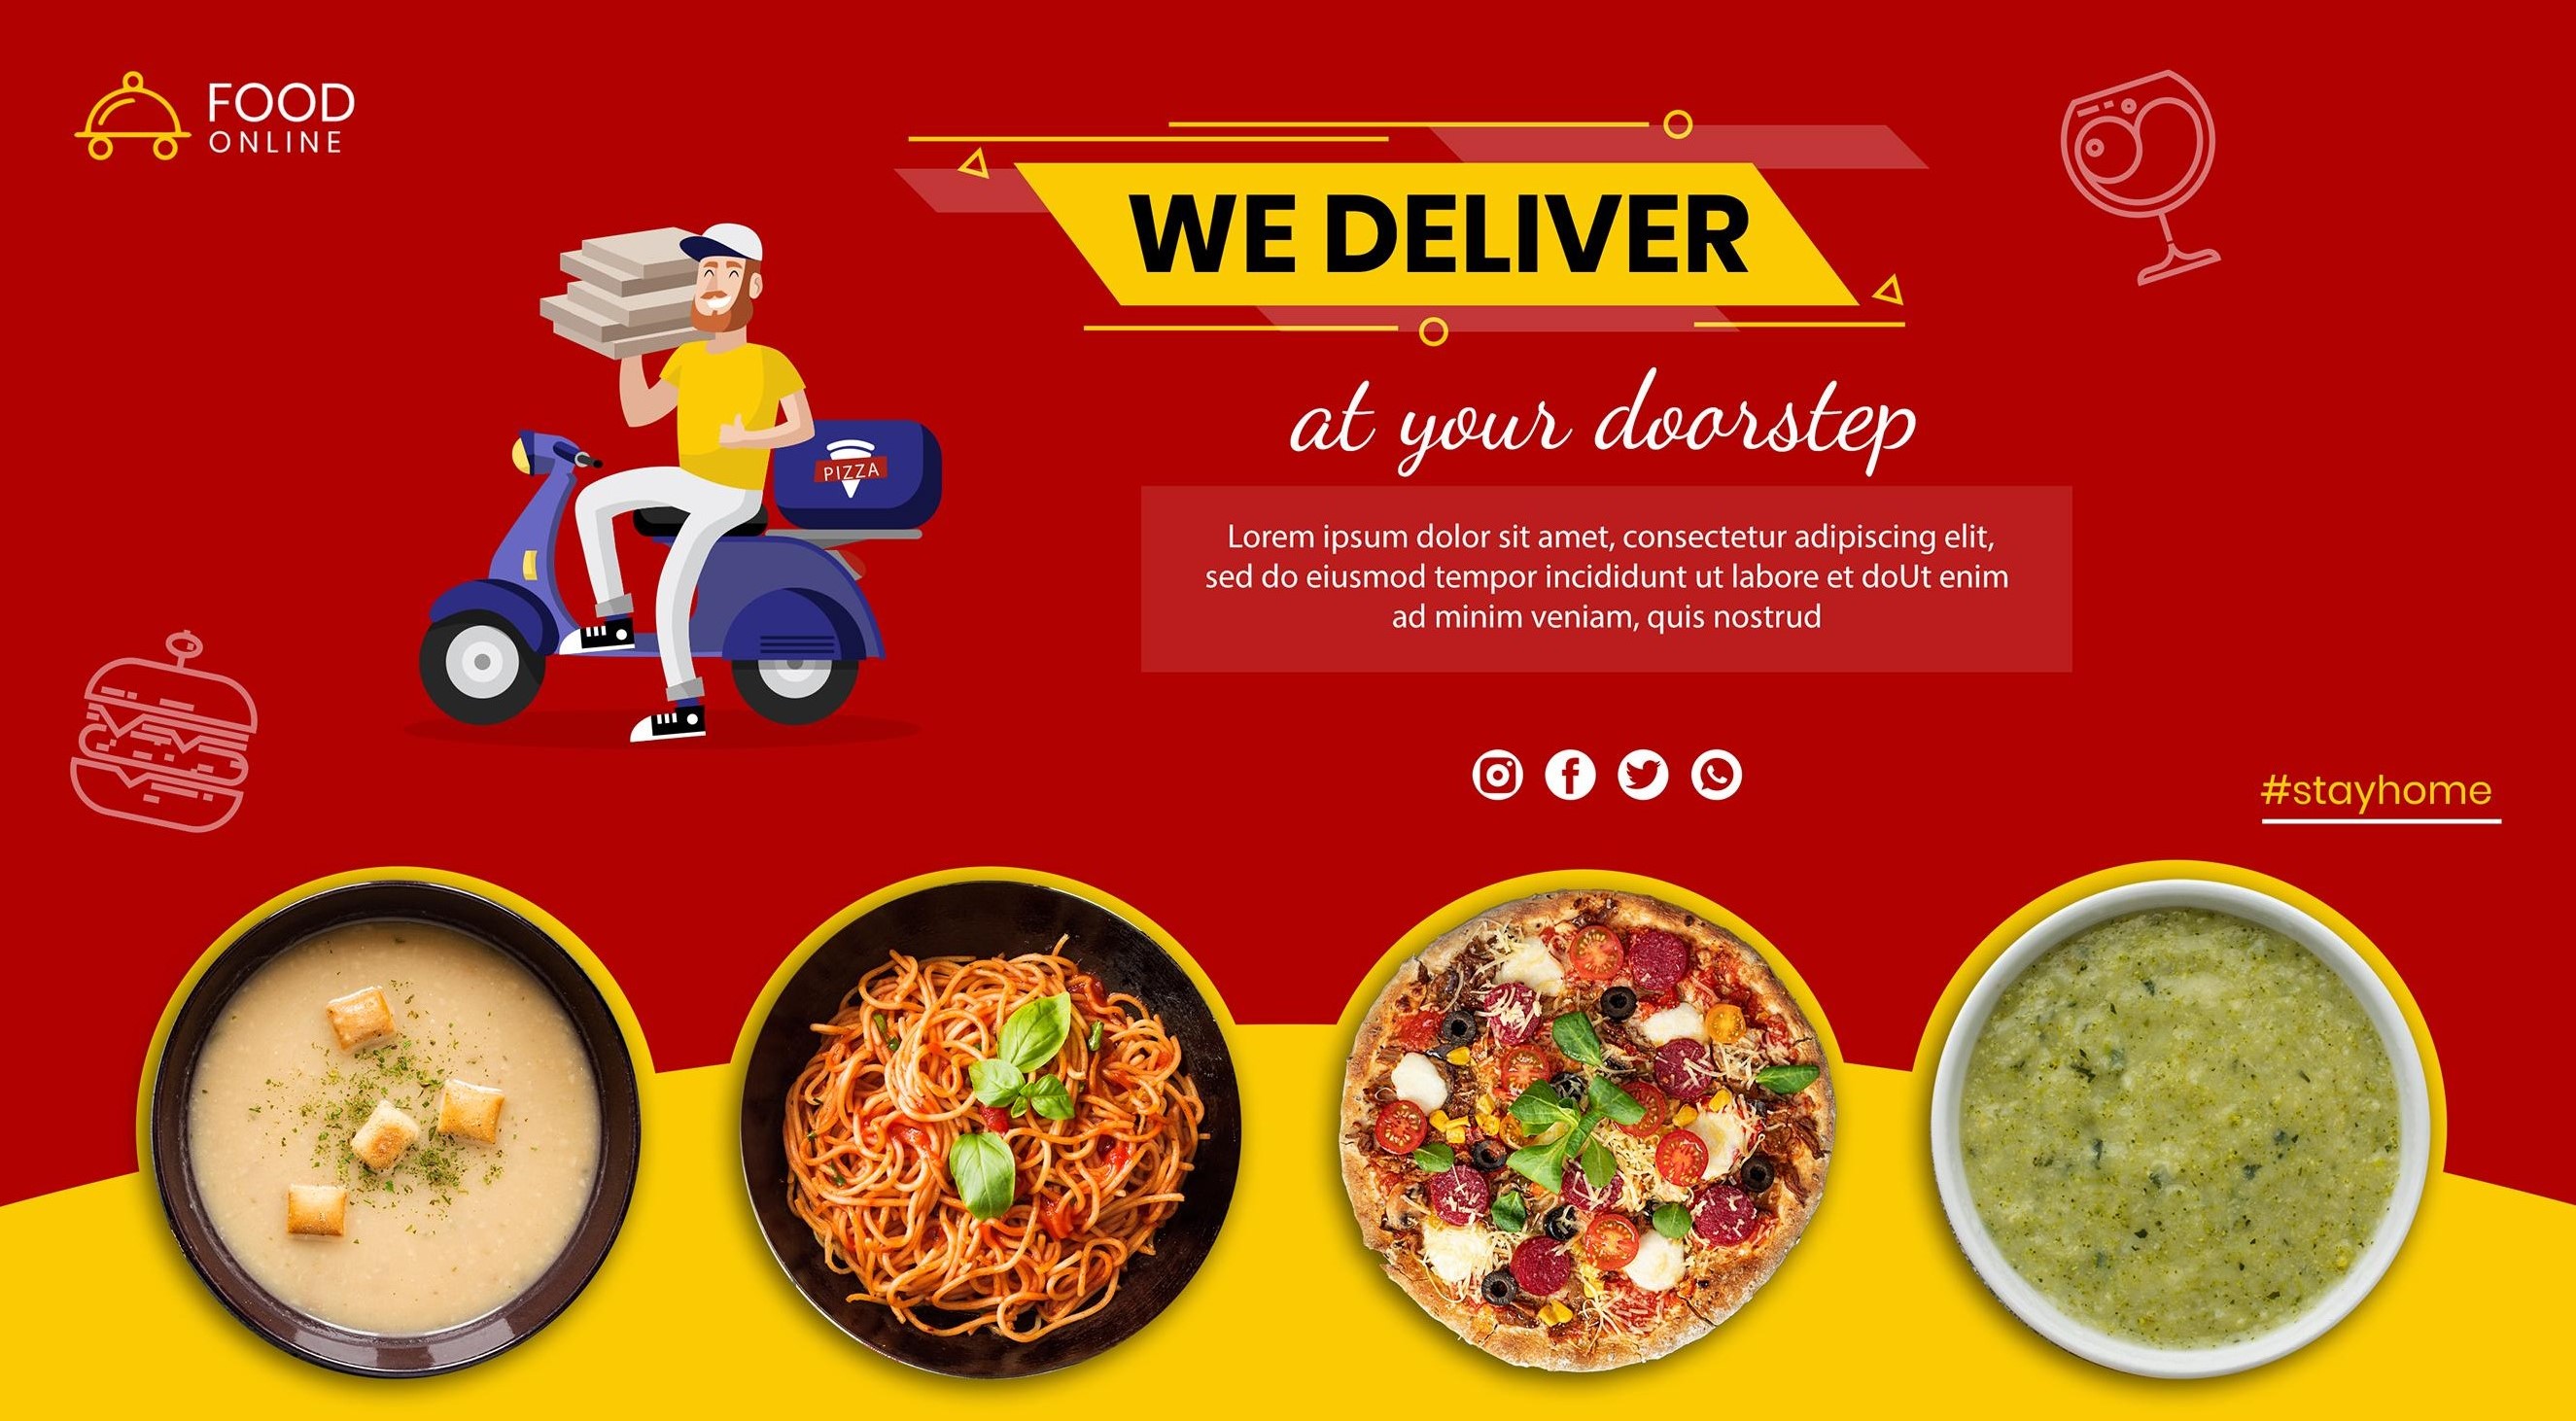 FOOD
ONLINE
WE DELIVER
at your doorstep
PIZZA
Lorem ipsum dolor sit amet, consectetur adipiscing elit,
sed do eiusmod tempor incididunt ut labore et doUt enim
ad minim veniam, quis nostrud
#stayhome